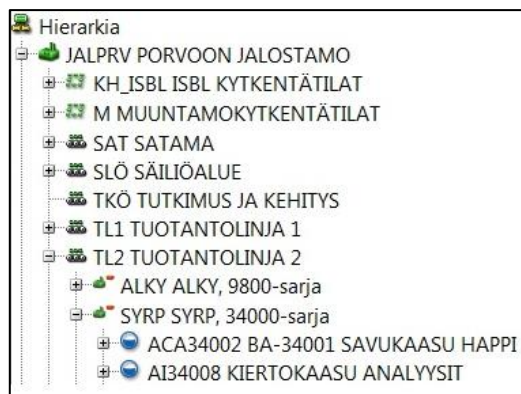 Hierarkia
JALPRV PORVOON JALOSTAMO
KH_ISBL ISBL KYTKENTÄTILAT
M MUUNTAMOKYTKENTÄTILAT
SAT SATAMA
SLÖ SÄILIÖALUE
TKÖ TUTKIMUS JA KEHITYS
TL1 TUOTANTOLINJA 1
TL2 TUOTANTOLINJA 2
ALKY ALKY, 9800-sarja
SYRP SYRP, 34000-sarja
ACA34002 BA-34001 SAVUKAASU HAPPI
AI34008 KIERTOKAASU ANALYYSIT